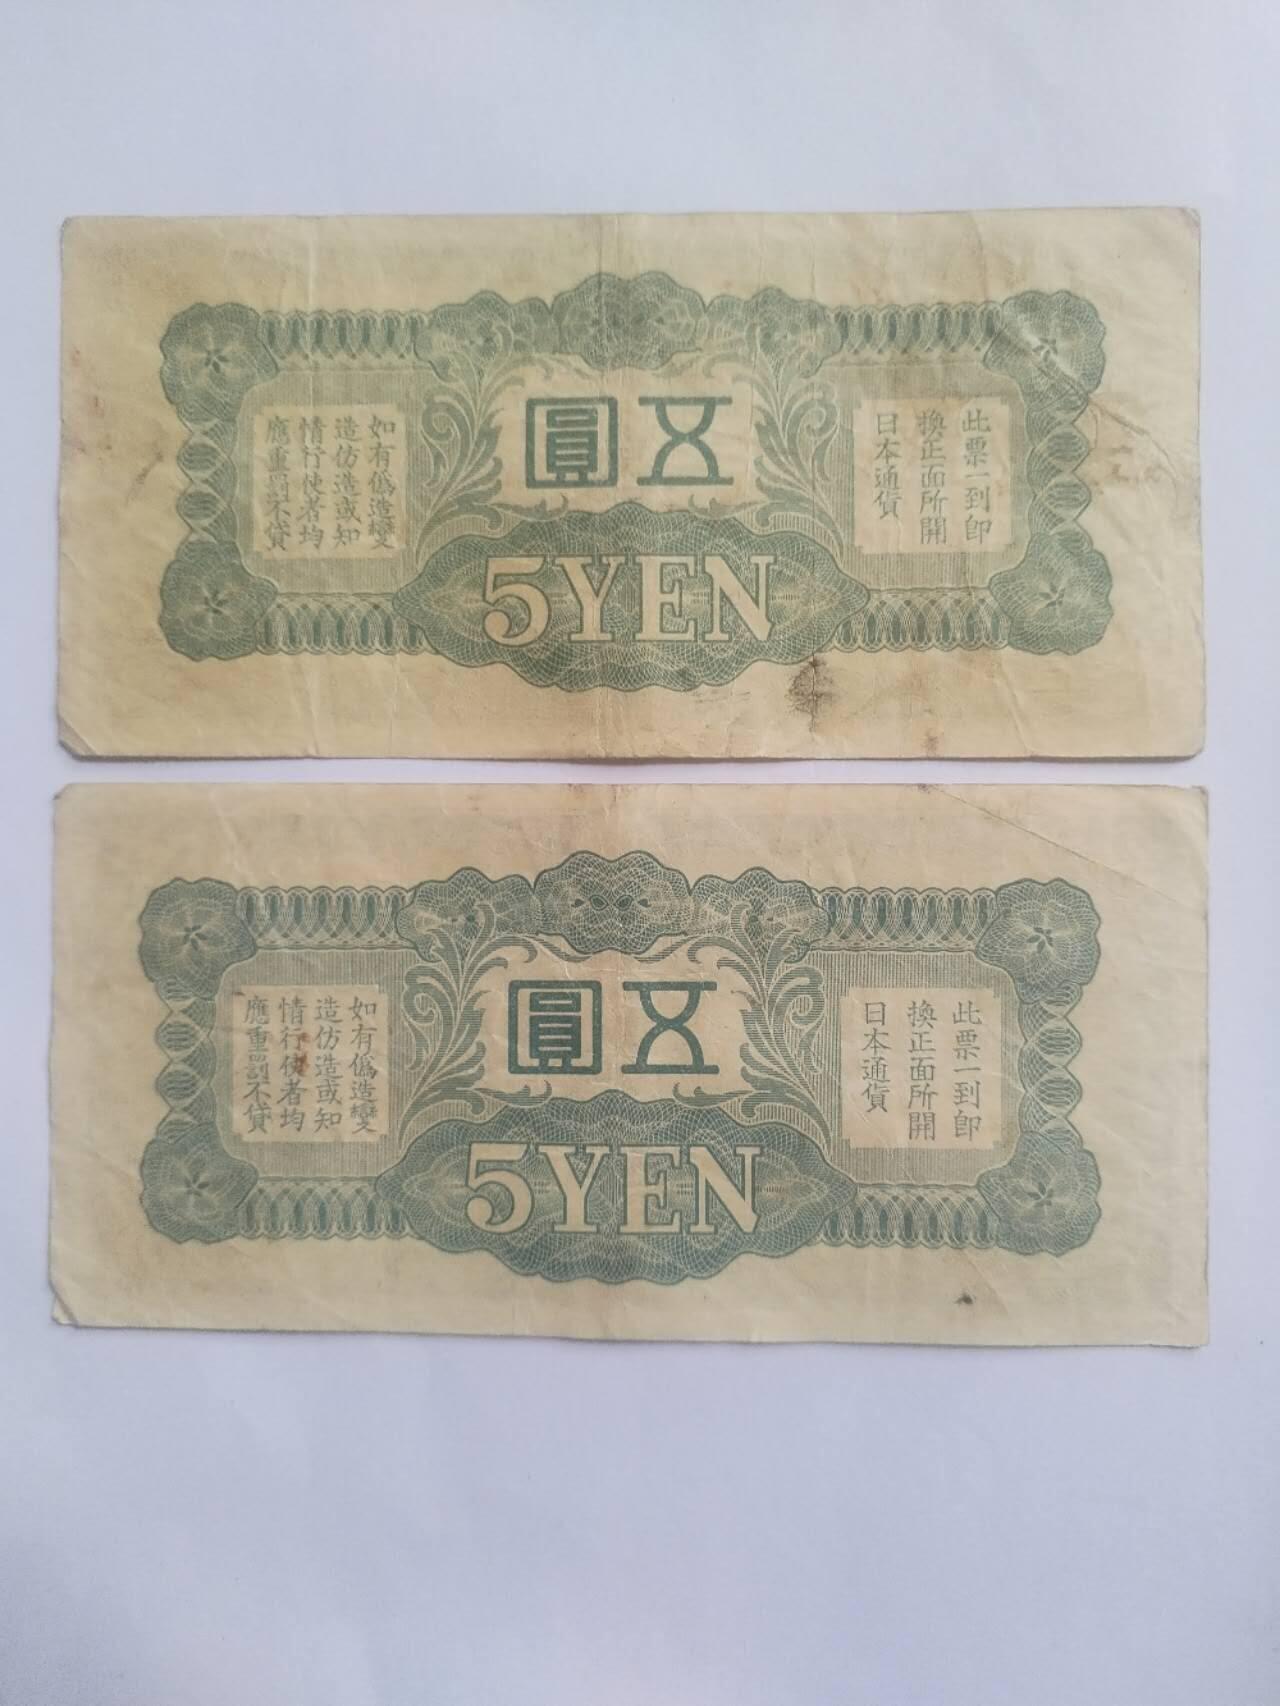 圓五
此票一到卽
換正面所開
日本通貨
如有僞造變
造仿造或知
情行使者均
應重罰不貸
5YEN
圓五
此票一到卽
換正面所開
日本通貨
如有僞造變
造仿造或知
情行使者均
應重罰不貸
5YEN